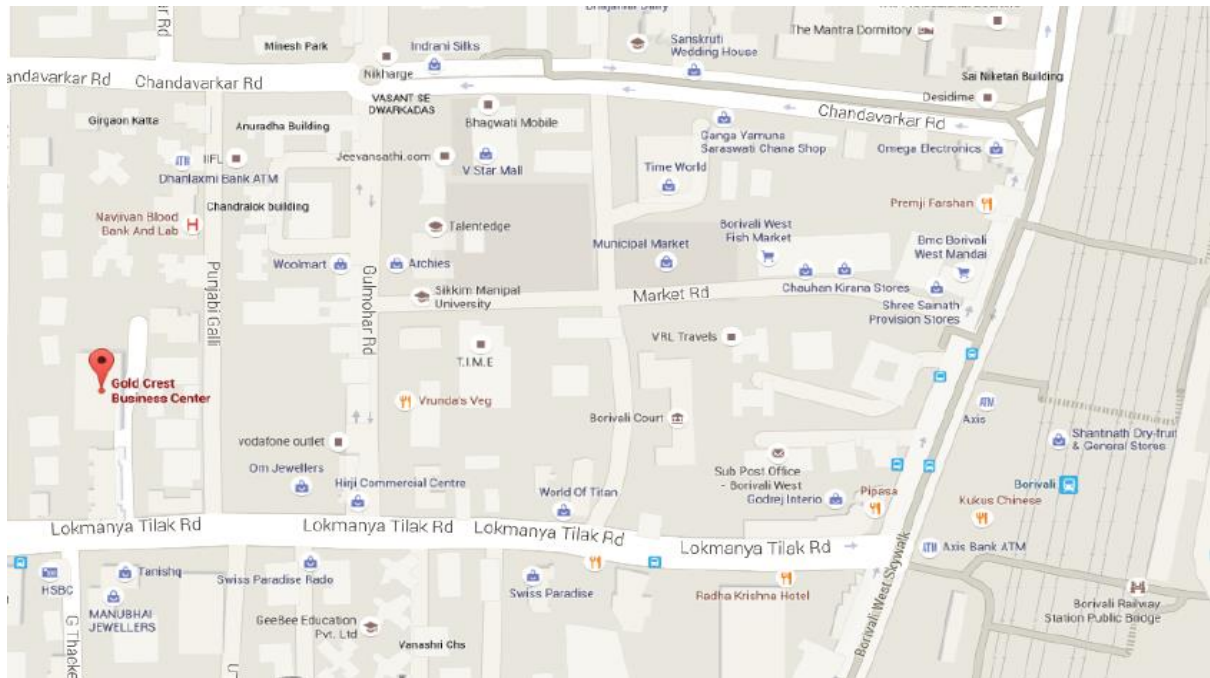 Indrani Silks
Minesh Park
Sanskruti
Wedding House
The Mantra Dormitory
Nikharge
Sai Niketan Building
Desidime
andavarkar Rd
Chandavarkar Rd
Chandavarkar Rd
VASANT SE
DWARKADAS
Bhagwati Mobile
Girgaon Katta
Anuradha Building
Ganga Yamuna
Saraswati Chana Shop
Omega Electronics
ATM
IIFL
Dhanlaxmi Bank ATM
Jeevansathi.com
V Star Mall
Time World
Chandralok building
Premji Farshan
Navjivan Blood
Bank And Lab
Talentedge
Borivali West
Fish Market
Municipal Market
Bmc Borivali
West Mandai
Woolmart
Archies
Punjabi Galli
Gulmohar Rd
Sikkim Manipal
University
Market Rd
Chauhan Kirana Stores
Shree Sainath
Provision Stores
VRL Travels
T.I.M.E
Gold Crest
Business Center
Vrunda's Veg
Borivali Court
ATM
Axis
Shantinath Dry-fruit
& General Stores
vodafone outlet
Om Jewellers
Hirji Commercial Centre
World Of Titan
Sub Post Office
- Borivali West
Godrej Interio
Pipasa
Borivali
Kukus Chinese
Lokmanya Tilak Rd
Lokmanya Tilak Rd
Lokmanya Tilak Rd
Lokmanya Tilak Rd
ATM
Axis Bank ATM
HSBC
Tanishq
Swiss Paradise Rado
Swiss Paradise
Radha Krishna Hotel
Borivali West Skywalk
MANUBHAI
JEWELLERS
GeeBee Education
Pvt. Ltd
Borivali Railway
Station Public Bridge
G Thacke
Vanashri Chs